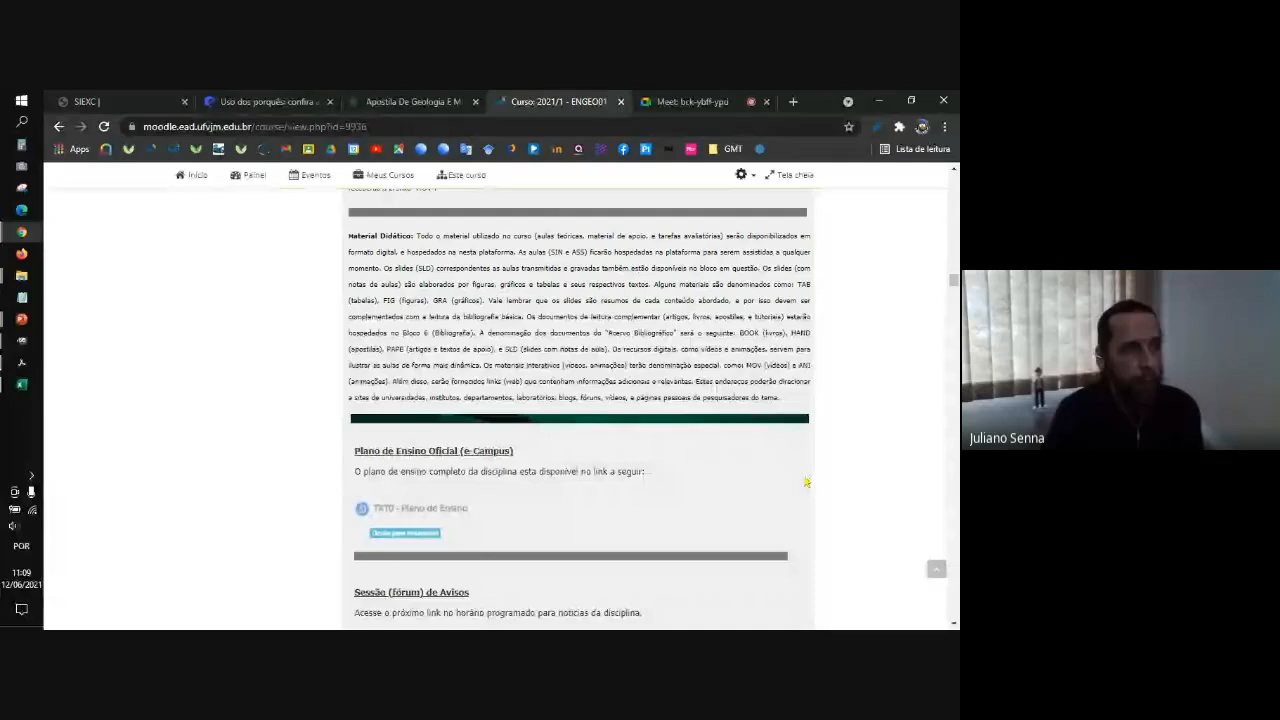 SIEXC |
Uso dos porquês: confira a
Apostila De Geologia E M
Curso: 2021/1 - ENGEO01
Meet: bck-ybff-ypd
moodle.ead.ufvjm.edu.br/course/view.php?id=9936
Apps
GMT
Lista de leitura
Início
Painel
Eventos
Meus Cursos
Este curso
Tela cheia
Material Didático: Todo o material utilizado no curso (aulas teóricas, material de apoio, e tarefas avaliatórias) serão disponibilizados em
formato digital, e hospedados na nesta plataforma. As aulas (SIN e ASS) ficarão hospedadas na plataforma para serem assistidas a qualquer
momento. Os slides (SLD) correspondentes as aulas transmitidas e gravadas também estão disponíveis no bloco em questão. Os slides (com
notas de aulas) são elaborados por figuras, gráficos e tabelas e seus respectivos textos. Alguns materiais são denominados como: TAB
(tabelas), FIG (figuras), GRA (gráficos). Vale lembrar que os slides são resumos de cada conteúdo abordado, e por isso devem ser
complementados com a leitura da bibliografia básica. Os documentos de leitura complementar (artigos, livros, apostilas, e tutoriais) estarão
hospedados no Bloco 6 (Bibliografia). A denominação dos documentos do "Acervo Bibliográfico" será o seguinte: BOOK (livros), HAND
(apostilas), PAPE (artigos e textos de apoio), e SLD (slides com notas de aula). Os recursos digitais, como vídeos e animações, servem para
ilustrar as aulas de forma mais dinâmica. Os materiais interativos (vídeos, animações) terão denominação especial, como: MOV (vídeos) e ANI
(animações). Além disso, serão fornecidos links (web) que contenham informações adicionais e relevantes. Estes endereços poderão direcionar
a sites de universidades, institutos, departamentos, laboratórios, blogs, fóruns, vídeos, e páginas pessoais de pesquisadores do tema.
Plano de Ensino Oficial (e-Campus)
O plano de ensino completo da disciplina esta disponível no link a seguir:
TXT0 - Plano de Ensino
Oculto para estudantes
Sessão (fórum) de Avisos
Acesse o próximo link no horário programado para notícias da disciplina.
POR
11:09
12/06/2021
Juliano Senna